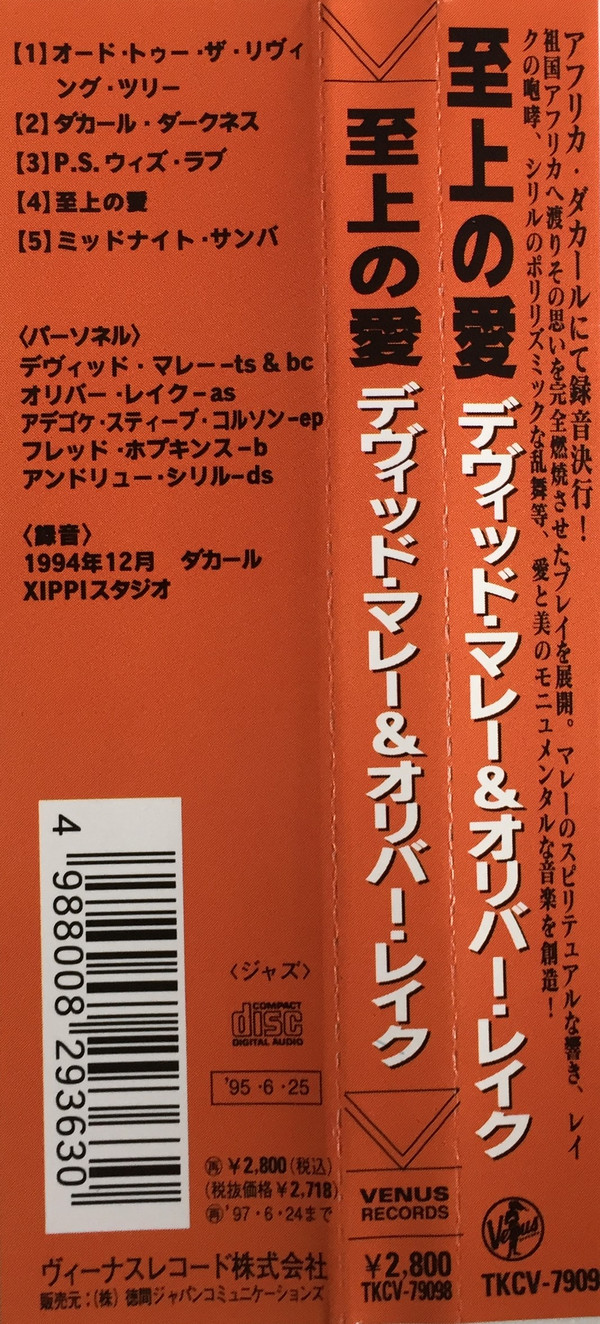 【1】オード・トゥー・ザ・リヴィ
ング・ツリー
【2】ダカール・ダークネス
【3】P.S.ウィズ・ラブ
【4】至上の愛
【5】ミッドナイト・サンバ
〈パーソネル〉
デヴィッド・マレー–ts & bc
オリバー・レイク–as
アデゴケ・スティーブ・コルソン–ep
フレッド・ホプキンス–b
アンドリュー・シリル–ds
〈録音〉
1994年12月 ダカール
XIPPIスタジオ
4 988008 293630
〈ジャズ〉
COMPACT
disc
DIGITAL AUDIO
'95・6・25
再 ¥2,800(税込)
(税抜価格¥2,718)
再 '97・6・24まで
ヴィーナスレコード株式会社
販売元:(株)徳間ジャパンコミュニケーションズ
至上の愛 デヴィッド・マレー&オリバー・レイク
VENUS
RECORDS
¥2,800
TKCV-79098
アフリカ・ダカールにて録音決行!
祖国アフリカへ渡りその思いを完全燃焼させたプレイを展開。マレーのスピリテュアルな響き、レイ
クの咆哮、シリルのポリリズミックな乱舞等、愛と美のモニュメンタルな音楽を創造!
至上の愛 デヴィッド・マレー&オリバー・レイク
Venus
TKCV-7909